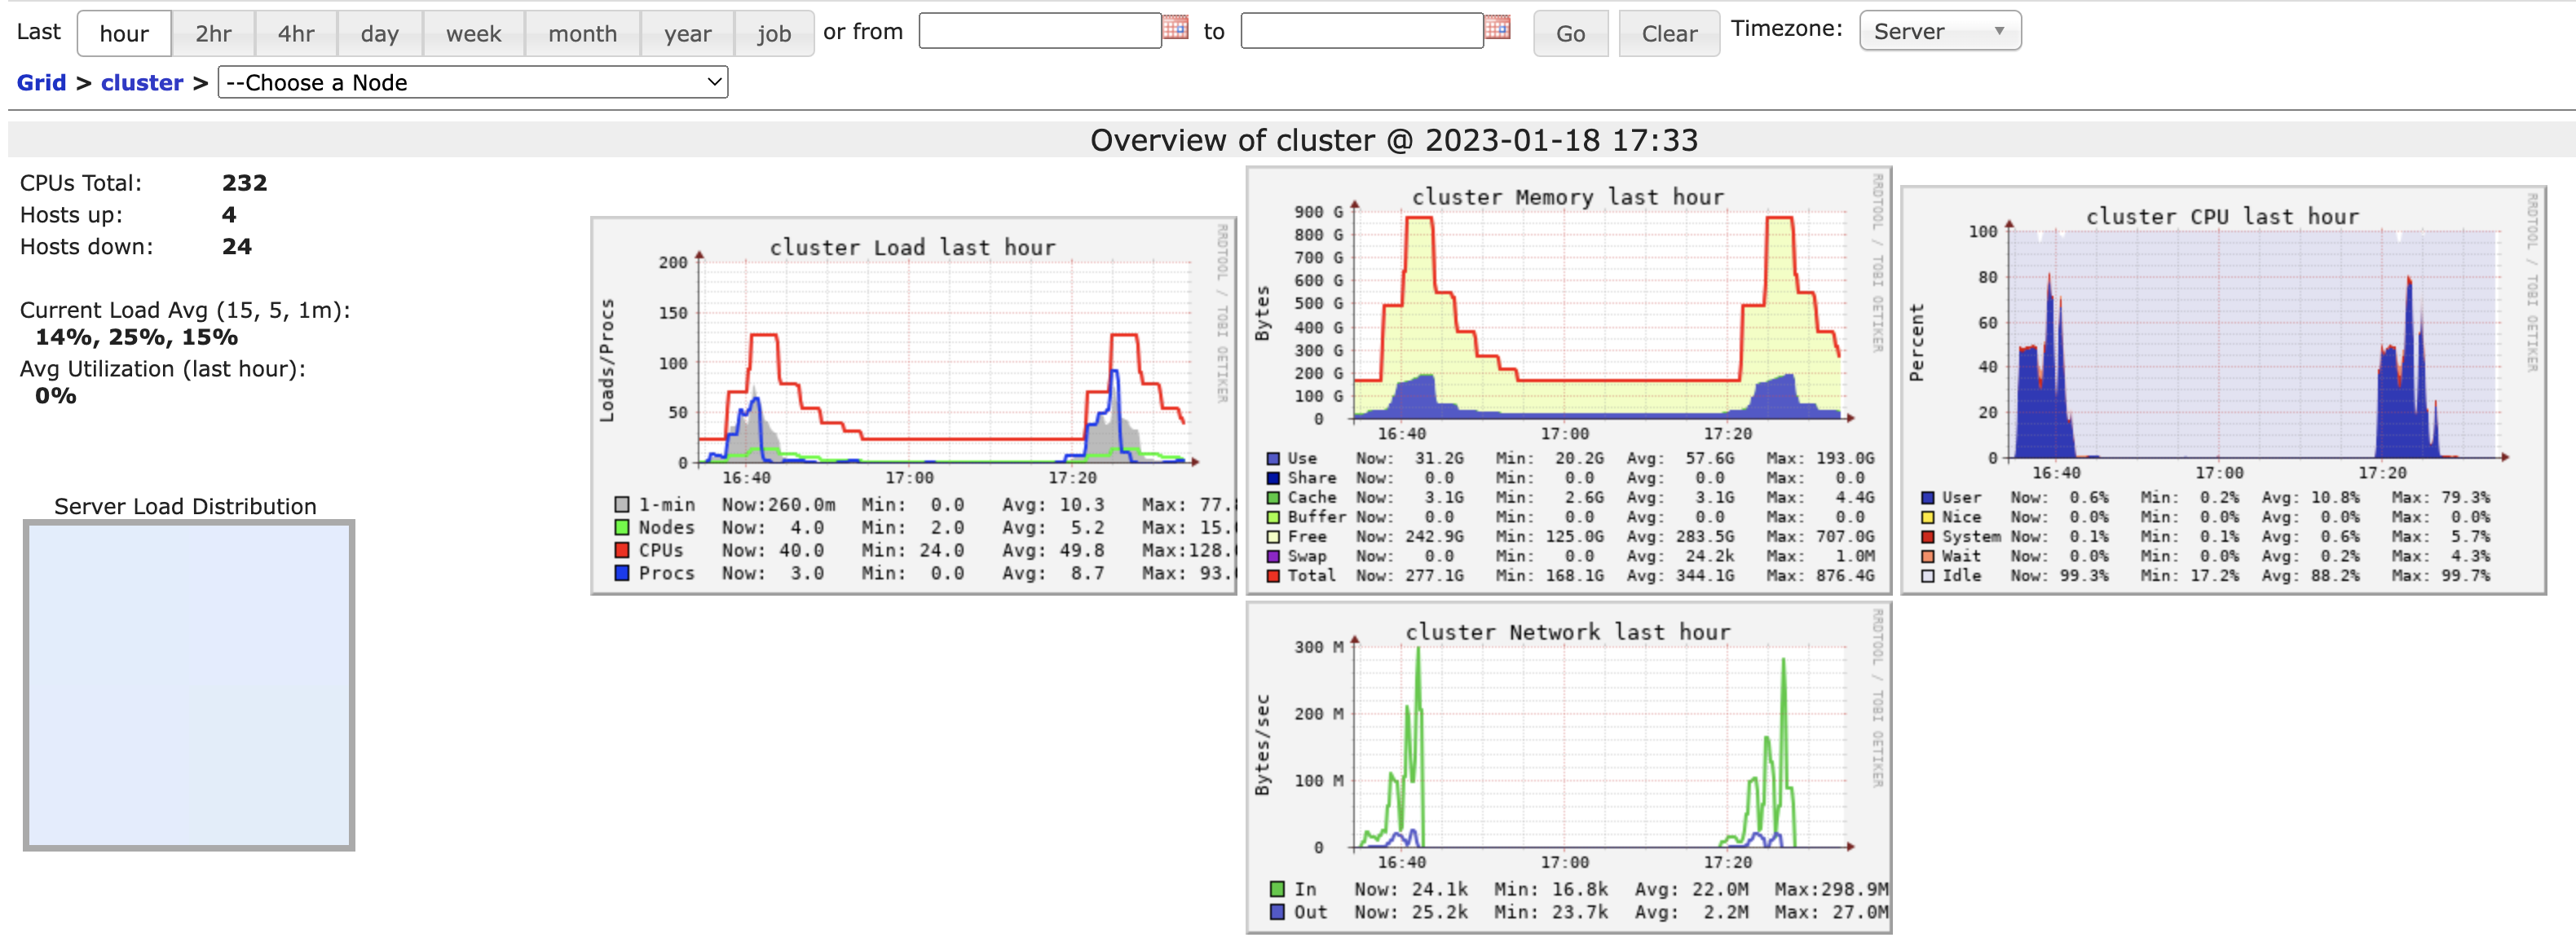 Last hour 2hr 4hr day week month year job or from to Go Clear Timezone: Server
Grid > cluster > --Choose a Node
Overview of cluster @ 2023-01-18 17:33
CPUs Total: 232
Hosts up: 4
Hosts down: 24
Current Load Avg (15, 5, 1m):
14%, 25%, 15%
Avg Utilization (last hour):
0%
Server Load Distribution
cluster Load last hour
RRDTOOL / TOBI OETIKER
Loads/Procs
200
150
100
50
0
16:40 17:00 17:20
1-min Now:260.0m Min: 0.0 Avg: 10.3 Max: 77.
Nodes Now: 4.0 Min: 2.0 Avg: 5.2 Max: 15.
CPUs Now: 40.0 Min: 24.0 Avg: 49.8 Max:128.
Procs Now: 3.0 Min: 0.0 Avg: 8.7 Max: 93.
cluster Memory last hour
RRDTOOL / TOBI OETIKER
Bytes
900 G
800 G
700 G
600 G
500 G
400 G
300 G
200 G
100 G
0
16:40 17:00 17:20
Use Now: 31.2G Min: 20.2G Avg: 57.6G Max: 193.0G
Share Now: 0.0 Min: 0.0 Avg: 0.0 Max: 0.0
Cache Now: 3.1G Min: 2.6G Avg: 3.1G Max: 4.4G
Buffer Now: 0.0 Min: 0.0 Avg: 0.0 Max: 0.0
Free Now: 242.9G Min: 125.0G Avg: 283.5G Max: 707.0G
Swap Now: 0.0 Min: 0.0 Avg: 24.2k Max: 1.0M
Total Now: 277.1G Min: 168.1G Avg: 344.1G Max: 876.4G
cluster CPU last hour
RRDTOOL / TOBI OETIKER
Percent
100
80
60
40
20
0
16:40 17:00 17:20
User Now: 0.6% Min: 0.2% Avg: 10.8% Max: 79.3%
Nice Now: 0.0% Min: 0.0% Avg: 0.0% Max: 0.0%
System Now: 0.1% Min: 0.1% Avg: 0.6% Max: 5.7%
Wait Now: 0.0% Min: 0.0% Avg: 0.2% Max: 4.3%
Idle Now: 99.3% Min: 17.2% Avg: 88.2% Max: 99.7%
cluster Network last hour
RRDTOOL / TOBI OETIKER
Bytes/sec
300 M
200 M
100 M
0
16:40 17:00 17:20
In Now: 24.1k Min: 16.8k Avg: 22.0M Max:298.9M
Out Now: 25.2k Min: 23.7k Avg: 2.2M Max: 27.0M